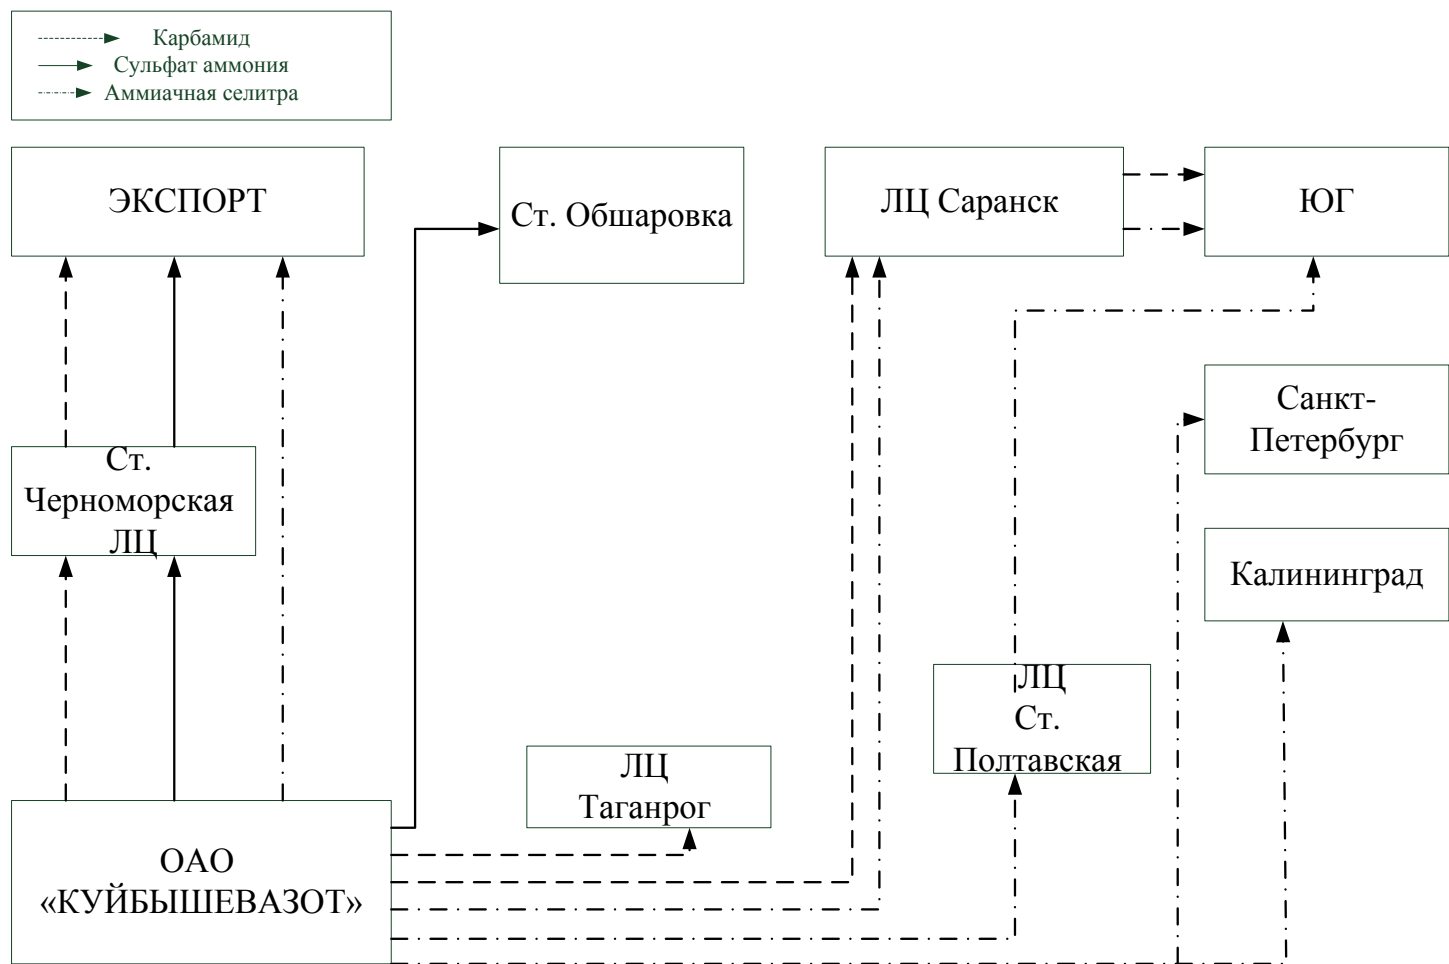 Карбамид
Сульфат аммония
Аммиачная селитра
ЭКСПОРТ
Ст. Обшаровка
ЛЦ Саранск
ЮГ
Санкт-
Петербург
Ст.
Черноморская
ЛЦ
Калининград
ЛЦ
Ст.
Полтавская
ЛЦ
Таганрог
ОАО
«КУЙБЫШЕВАЗОТ»